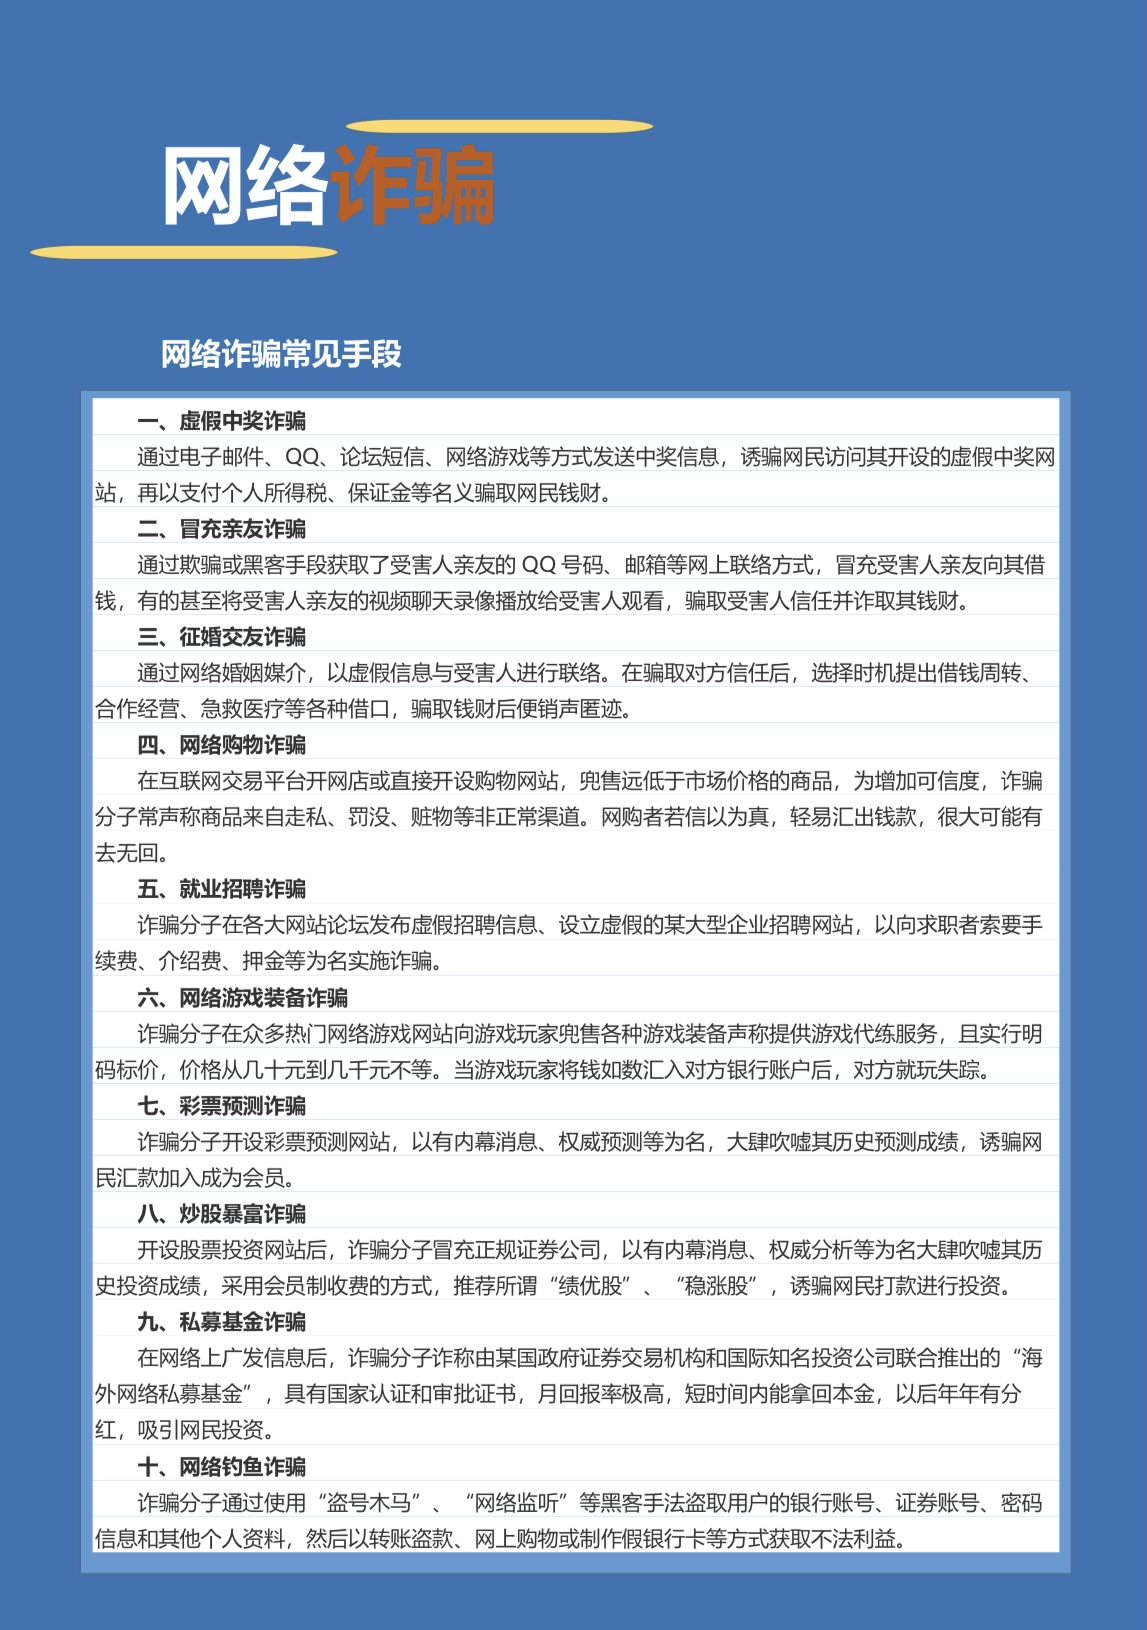 网络诈骗
网络诈骗常见手段
一、虚假中奖诈骗
通过电子邮件、QQ、论坛短信、网络游戏等方式发送中奖信息，诱骗网民访问其开设的虚假中奖网
站，再以支付个人所得税、保证金等名义骗取网民钱财。
二、冒充亲友诈骗
通过欺骗或黑客手段获取了受害人亲友的 QQ 号码、邮箱等网上联络方式，冒充受害人亲友向其借
钱，有的甚至将受害人亲友的视频聊天录像播放给受害人观看，骗取受害人信任并诈取其钱财。
三、征婚交友诈骗
通过网络婚姻媒介，以虚假信息与受害人进行联络。在骗取对方信任后，选择时机提出借钱周转、
合作经营、急救医疗等各种借口，骗取钱财后便销声匿迹。
四、网络购物诈骗
在互联网交易平台开网店或直接开设购物网站，兜售远低于市场价格的商品，为增加可信度，诈骗
分子常声称商品来自走私、罚没、赃物等非正常渠道。网购者若信以为真，轻易汇出钱款，很大可能有
去无回。
五、就业招聘诈骗
诈骗分子在各大网站论坛发布虚假招聘信息、设立虚假的某大型企业招聘网站，以向求职者索要手
续费、介绍费、押金等为名实施诈骗。
六、网络游戏装备诈骗
诈骗分子在众多热门网络游戏网站向游戏玩家兜售各种游戏装备声称提供游戏代练服务，且实行明
码标价，价格从几十元到几千元不等。当游戏玩家将钱如数汇入对方银行账户后，对方就玩失踪。
七、彩票预测诈骗
诈骗分子开设彩票预测网站，以有内幕消息、权威预测等为名，大肆吹嘘其历史预测成绩，诱骗网
民汇款加入成为会员。
八、炒股暴富诈骗
开设股票投资网站后，诈骗分子冒充正规证券公司，以有内幕消息、权威分析等为名大肆吹嘘其历
史投资成绩，采用会员制收费的方式，推荐所谓“绩优股”、“稳涨股”，诱骗网民打款进行投资。
九、私募基金诈骗
在网络上广发信息后，诈骗分子诈称由某国政府证券交易机构和国际知名投资公司联合推出的“海
外网络私募基金”，具有国家认证和审批证书，月回报率极高，短时间内能拿回本金，以后年年有分
红，吸引网民投资。
十、网络钓鱼诈骗
诈骗分子通过使用“盗号木马”、“网络监听”等黑客手法盗取用户的银行账号、证券账号、密码
信息和其他个人资料，然后以转账盗款、网上购物或制作假银行卡等方式获取不法利益。